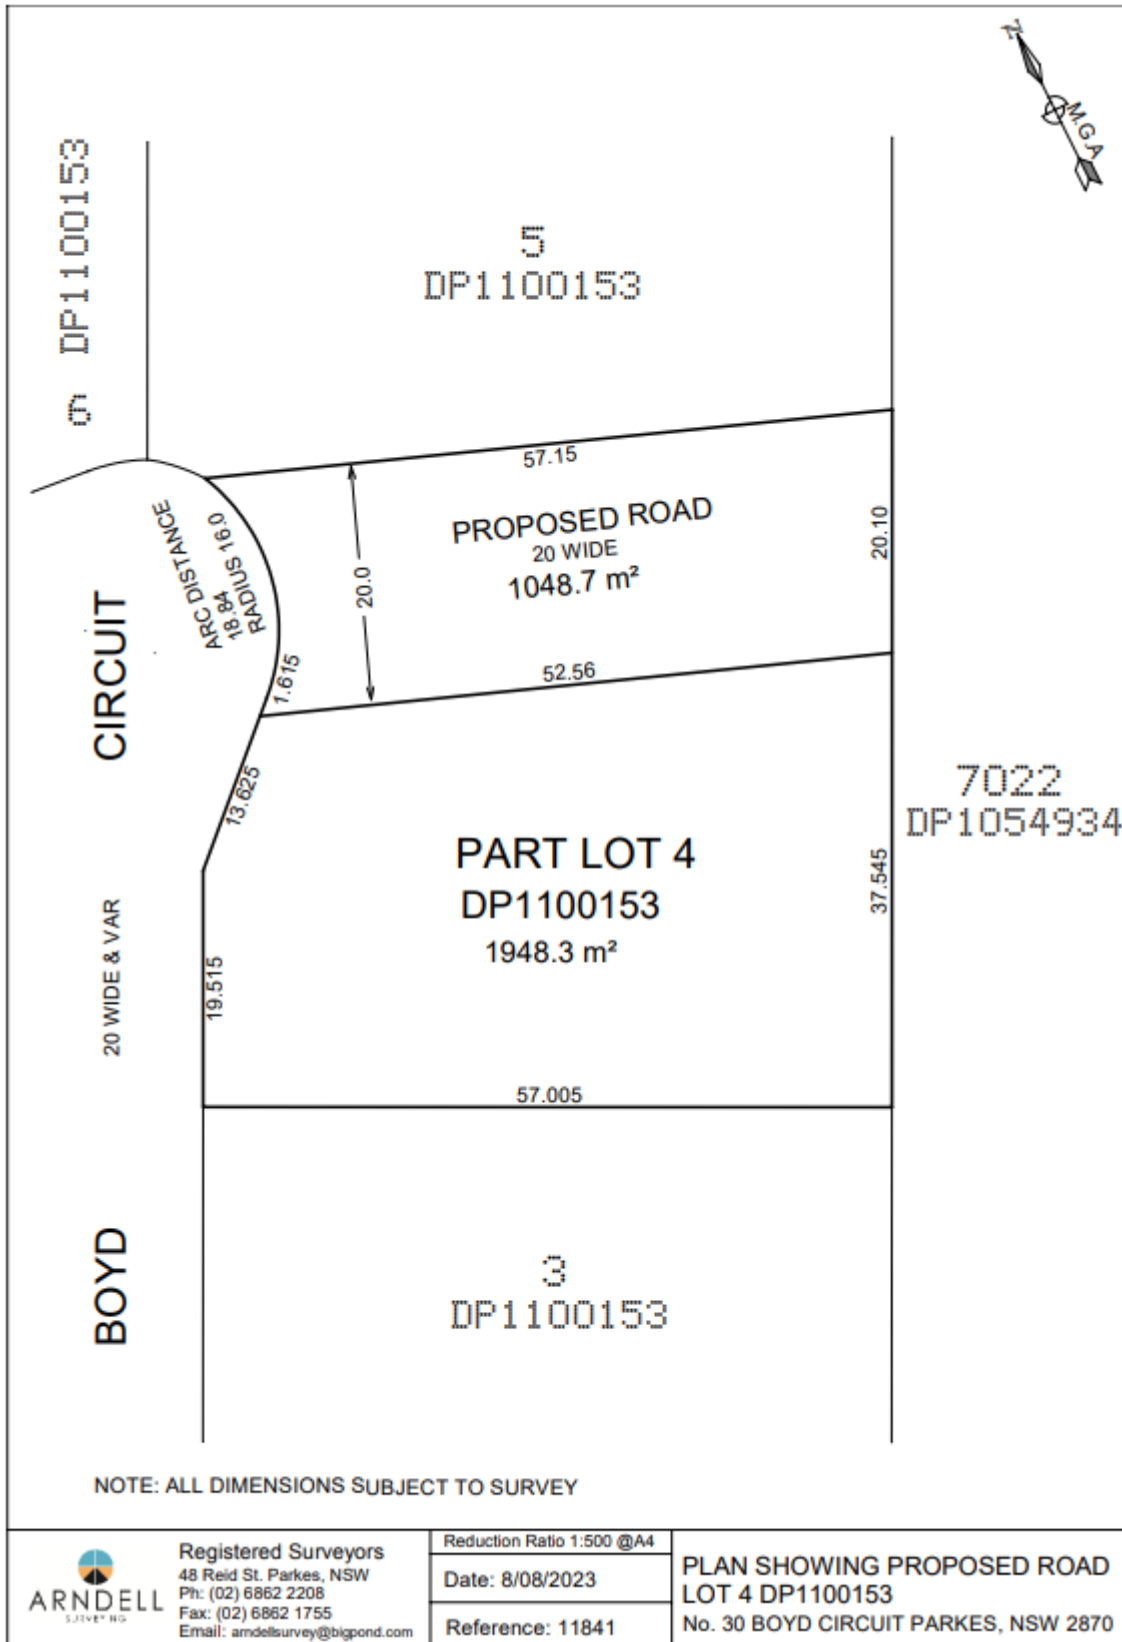 N
M.G.A
6 DP1100153
5
DP1100153
57.15
PROPOSED ROAD
20 WIDE
1048.7 m²
20.10
20.0
ARC DISTANCE
18.84
RADIUS 16.0
1.615
52.56
CIRCUIT
13.625
7022
DP1054934
PART LOT 4
DP1100153
1948.3 m²
37.545
20 WIDE & VAR
19.515
57.005
BOYD
3
DP1100153
NOTE: ALL DIMENSIONS SUBJECT TO SURVEY
ARNDELL
SURVEYING
Registered Surveyors
48 Reid St. Parkes, NSW
Ph: (02) 6862 2208
Fax: (02) 6862 1755
Email: arndellsurvey@bigpond.com
Reduction Ratio 1:500 @A4
Date: 8/08/2023
Reference: 11841
PLAN SHOWING PROPOSED ROAD
LOT 4 DP1100153
No. 30 BOYD CIRCUIT PARKES, NSW 2870